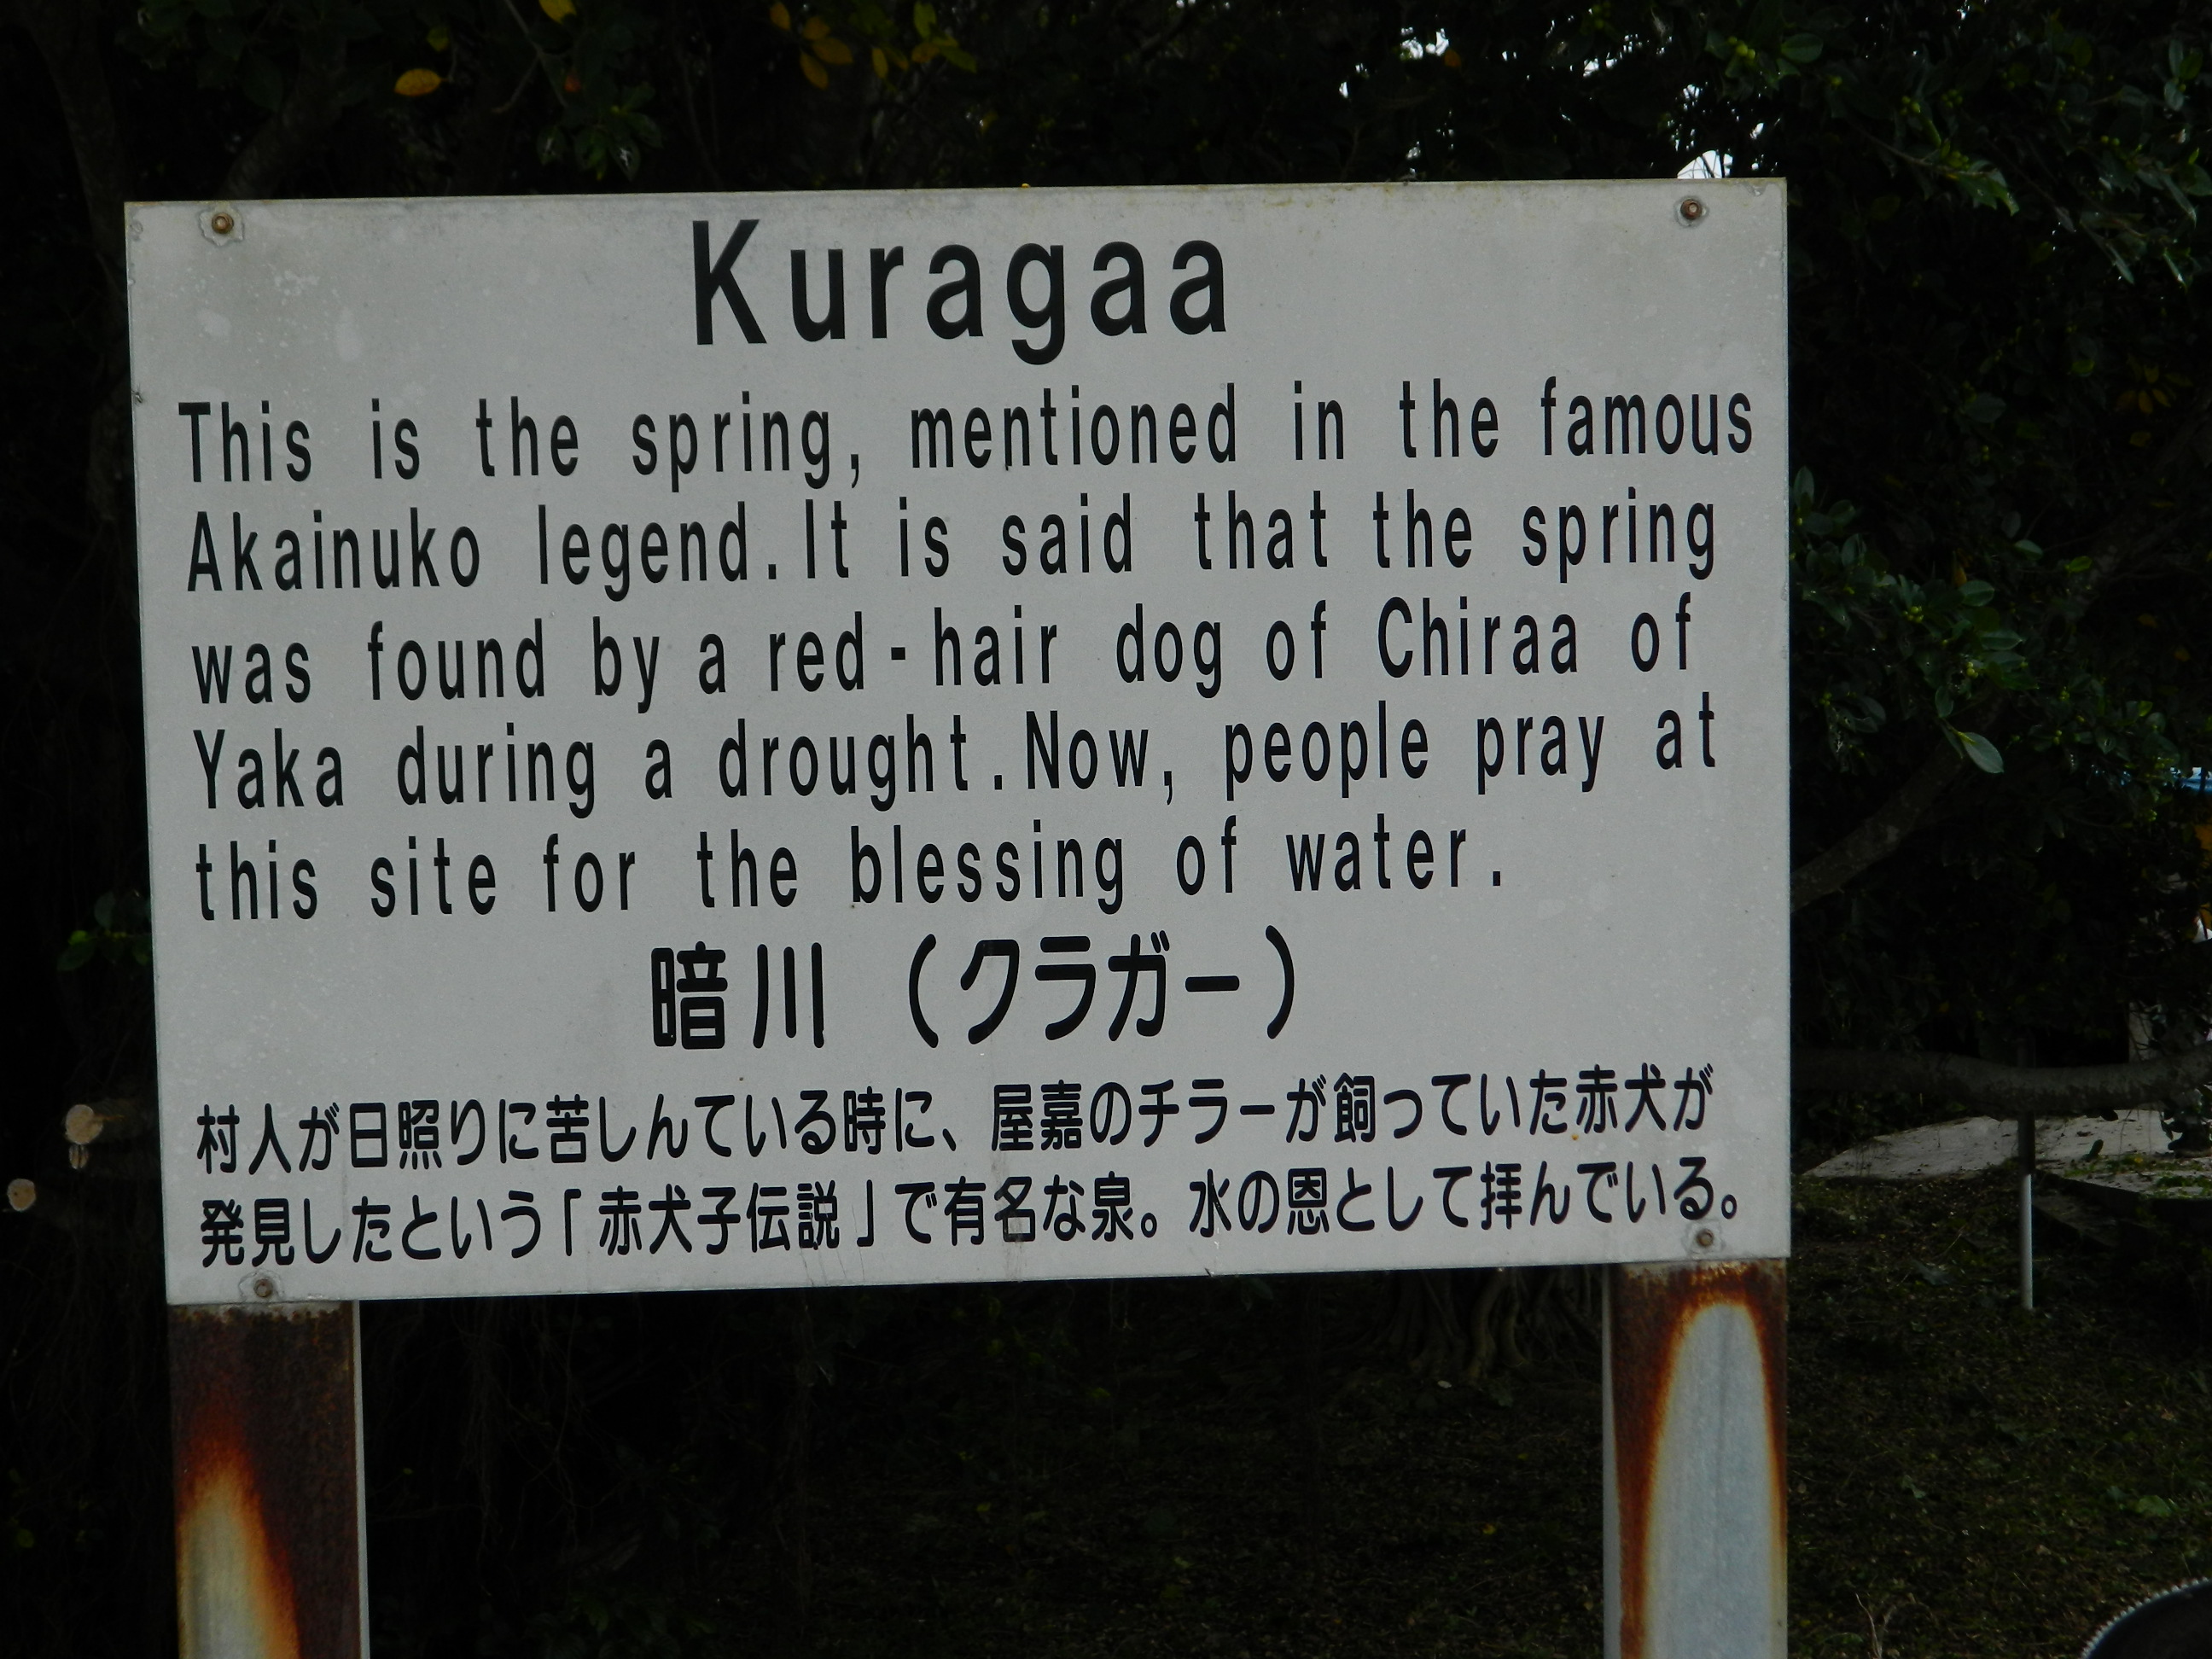 Kuragaa
This is the spring, mentioned in the famous
Akainuko legend. It is said that the spring
was found by a red-hair dog of Chiraa of
Yaka during a drought. Now, people pray at
this site for the blessing of water.
暗川（クラガー）
村人が日照りに苦しんている時に、屋嘉のチラーが飼っていた赤犬が
発見したという「赤犬子伝説」で有名な泉。水の恩として拝んでいる。